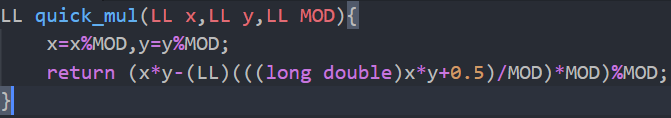 LL quick_mul(LL x,LL y,LL MOD){
    x=x%MOD,y=y%MOD;
    return (x*y-(LL)(((long double)x*y+0.5)/MOD)*MOD)%MOD;
}